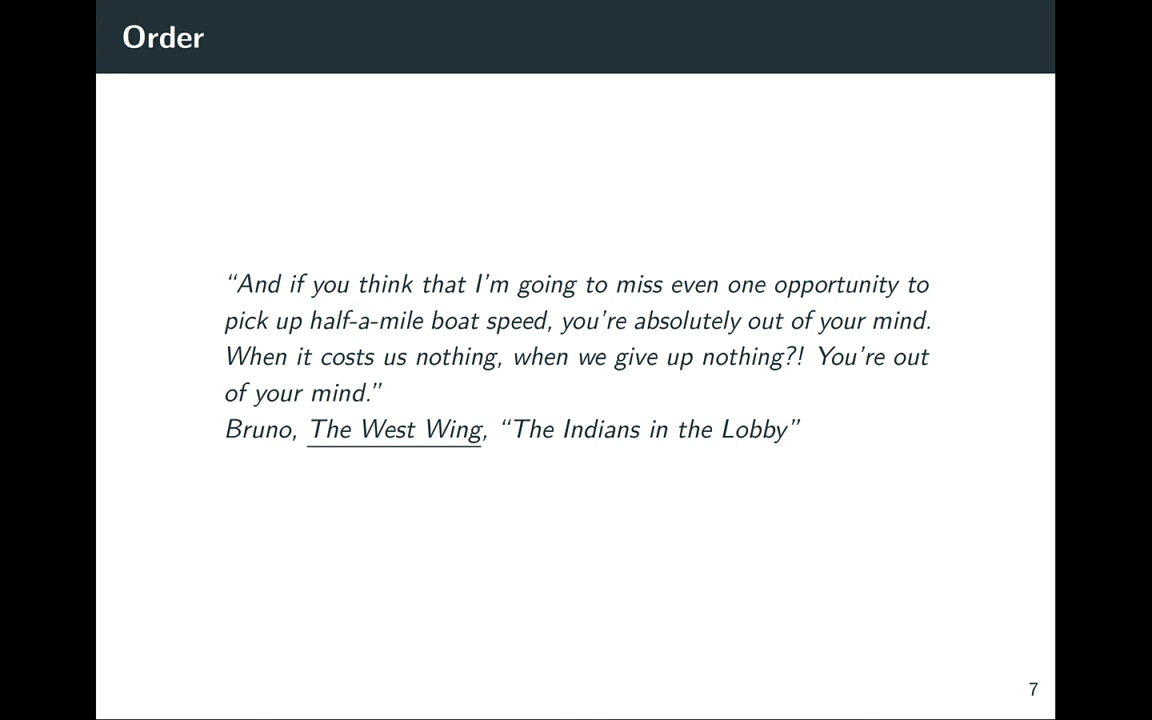 Order
“And if you think that I’m going to miss even one opportunity to
pick up half-a-mile boat speed, you’re absolutely out of your mind.
When it costs us nothing, when we give up nothing?! You’re out
of your mind.”
Bruno, The West Wing, “The Indians in the Lobby”
7